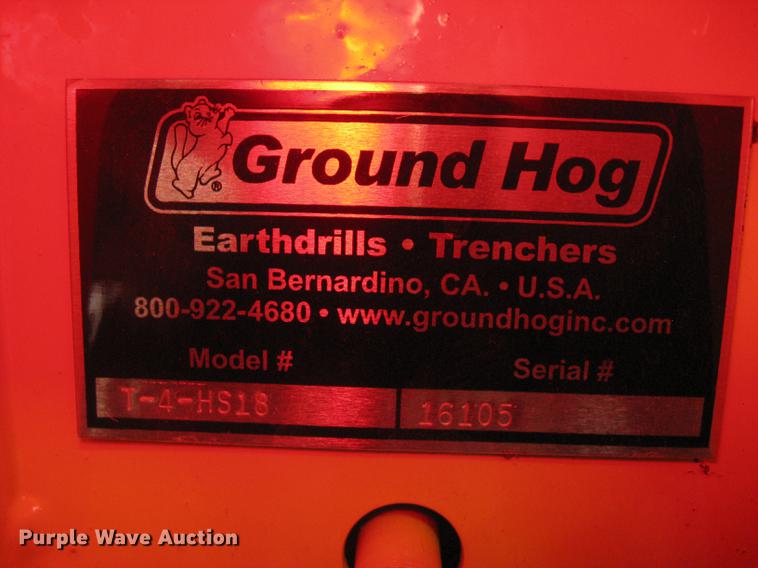 Ground Hog
®
Earthdrills • Trenchers
San Bernardino, CA. • U.S.A.
800-922-4680 • www.groundhoginc.com
Model # Serial #
T-4-HS18 16105
Purple Wave Auction